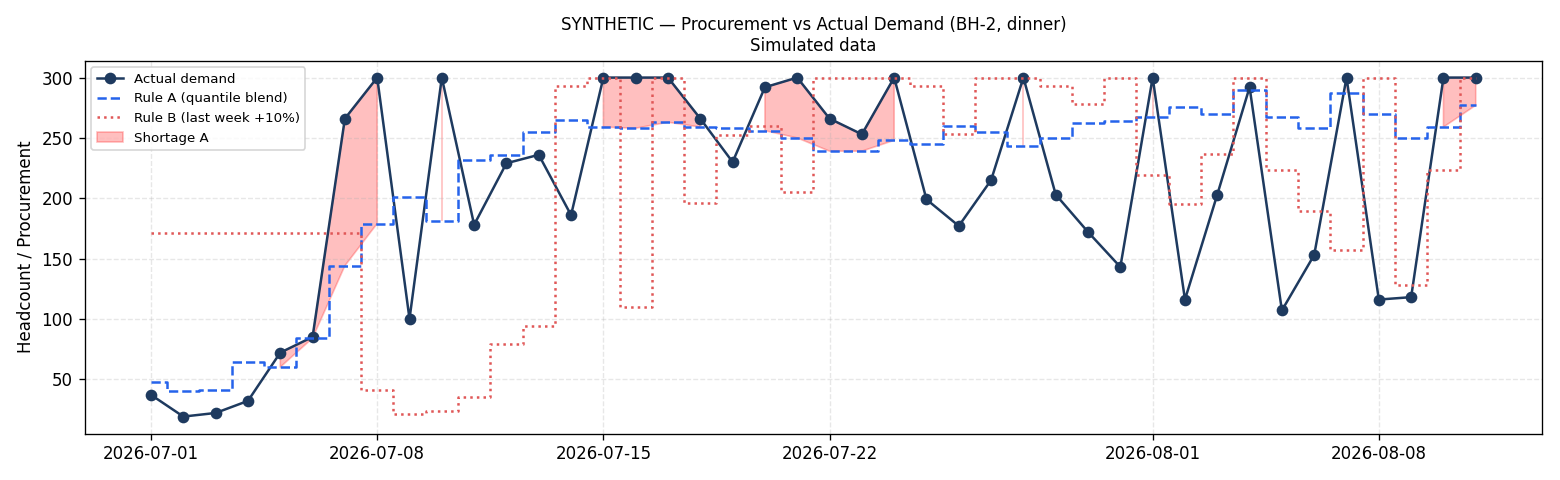 SYNTHETIC — Procurement vs Actual Demand (BH-2, dinner)
Simulated data
Actual demand
Rule A (quantile blend)
Rule B (last week +10%)
Shortage A
Headcount / Procurement
300
250
200
150
100
50
2026-07-01
2026-07-08
2026-07-15
2026-07-22
2026-08-01
2026-08-08